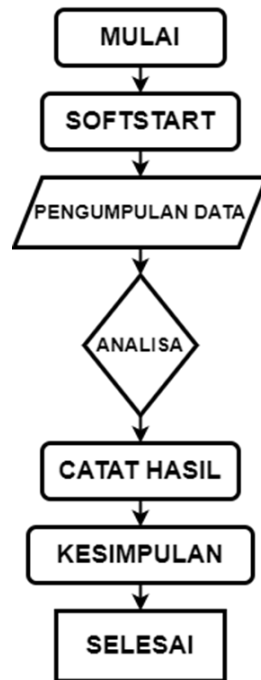 MULAI
SOFTSTART
PENGUMPULAN DATA
ANALISA
CATAT HASIL
KESIMPULAN
SELESAI